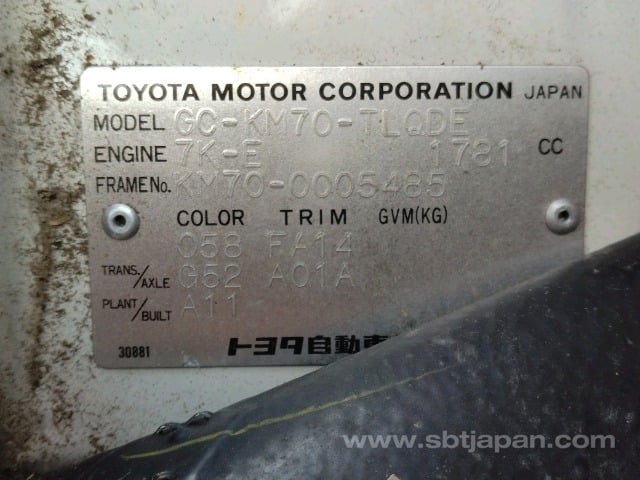 TOYOTA MOTOR CORPORATION JAPAN
MODEL GC-KM70-TLQDE
ENGINE 7K-E 1781 CC
FRAME No. KM70-0005485
COLOR TRIM GVM(KG)
058 FA14
TRANS./AXLE G52 A01A
PLANT/BUILT A11
30881 トヨタ自動車
www.sbtjapan.com